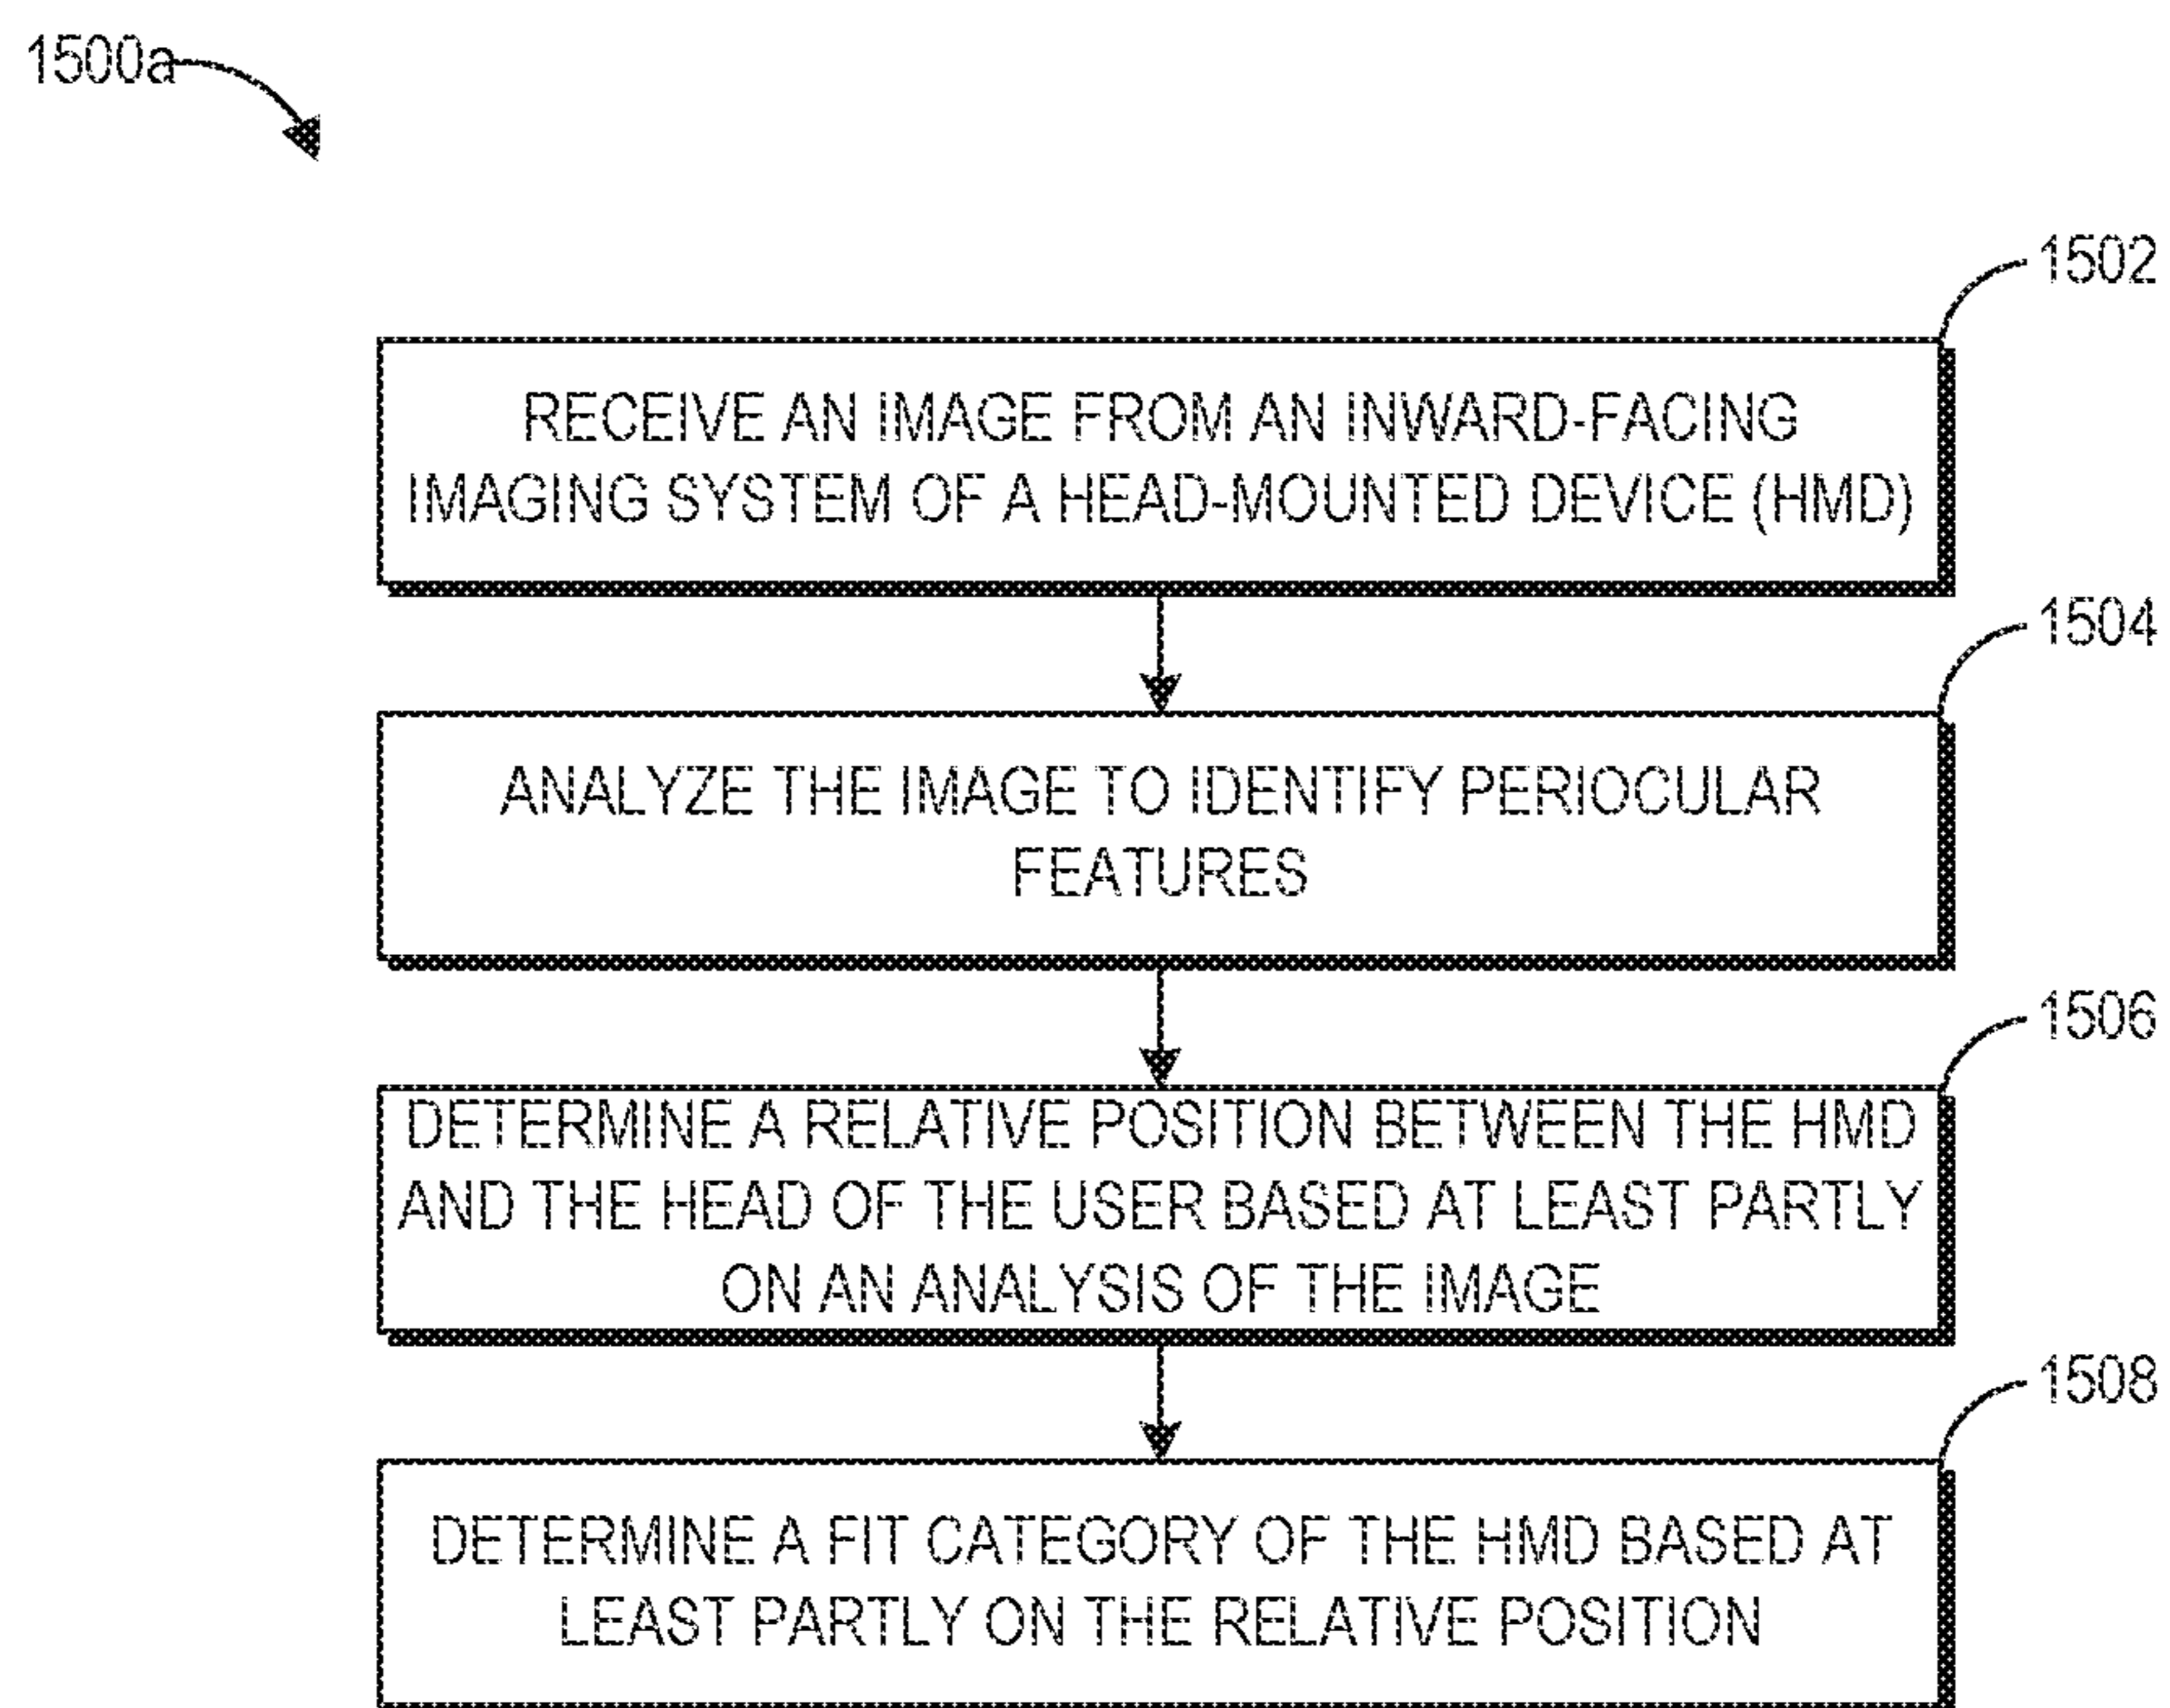 1500a
1502
RECEIVE AN IMAGE FROM AN INWARD-FACING
IMAGING SYSTEM OF A HEAD-MOUNTED DEVICE (HMD)
1504
ANALYZE THE IMAGE TO IDENTIFY PERIOCULAR
FEATURES
1506
DETERMINE A RELATIVE POSITION BETWEEN THE HMD
AND THE HEAD OF THE USER BASED AT LEAST PARTLY
ON AN ANALYSIS OF THE IMAGE
1508
DETERMINE A FIT CATEGORY OF THE HMD BASED AT
LEAST PARTLY ON THE RELATIVE POSITION